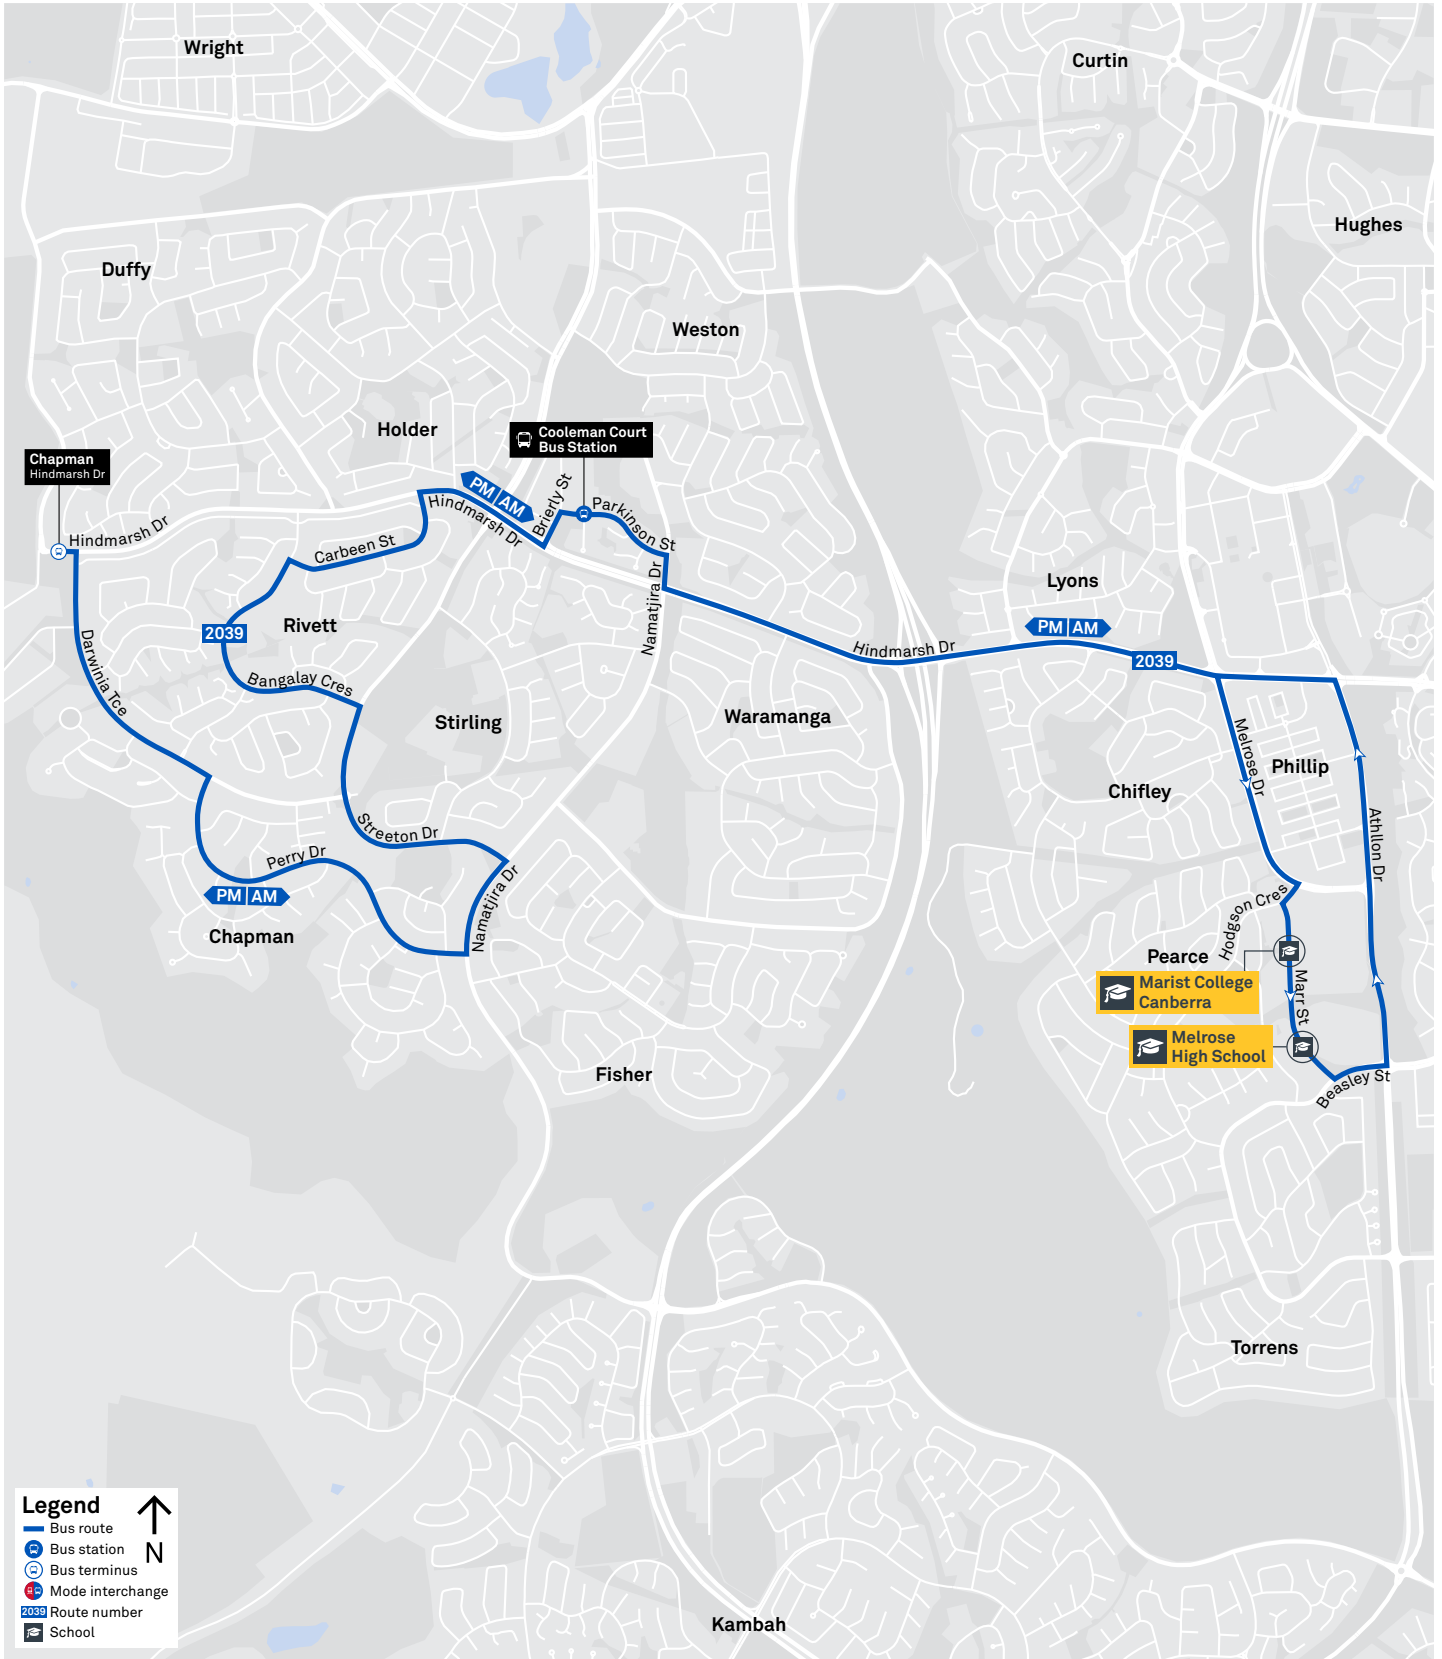 Wright
Curtin
Hughes
Duffy
Weston
Holder
Cooleman Court
Bus Station
Chapman
Hindmarsh Dr
Hindmarsh Dr
PM AM
Hindmarsh Dr
Brierly St
Parkinson St
Carbeen St
Namatjira Dr
Lyons
Rivett
2039
PM AM
Hindmarsh Dr
2039
Darwinia Tce
Bangalay Cres
Stirling
Waramanga
Melrose Dr
Phillip
Chifley
Athllon Dr
Streeton Dr
Perry Dr
PM AM
Namatjira Dr
Chapman
Hodgson Cres
Pearce
Marist College
Canberra
Marr St
Melrose
High School
Beasley St
Fisher
Torrens
Legend
N
Bus route
Bus station
Bus terminus
Mode interchange
2039 Route number
School
Kambah